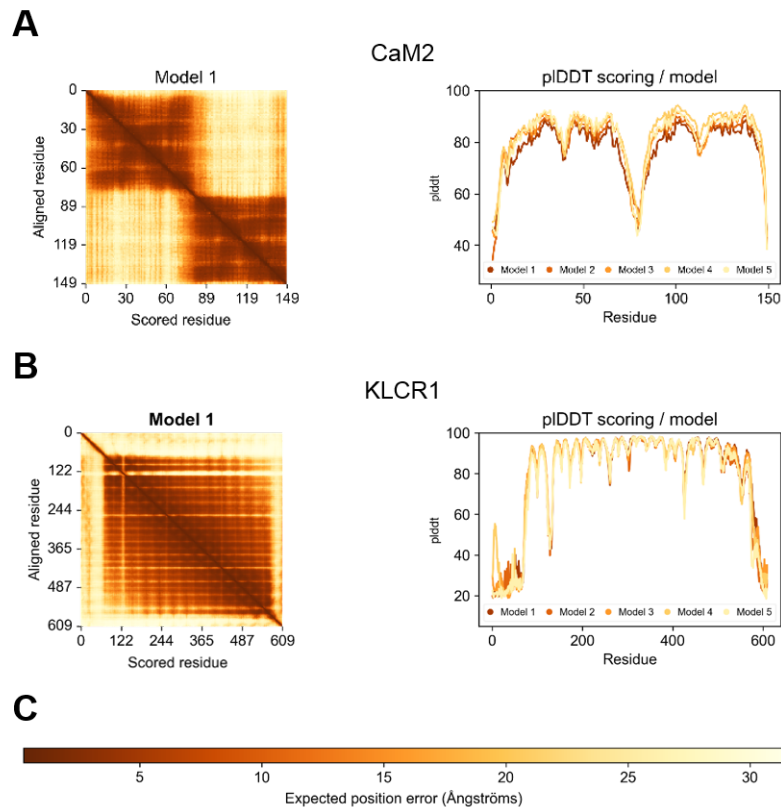 A
CaM2
Model 1
0
30
60
89
119
149
Aligned residue
0 30 60 89 119 149
Scored residue
plDDT scoring / model
100
80
60
40
plddt
Model 1 Model 2 Model 3 Model 4 Model 5
0 50 100 150
Residue
B
KLCR1
Model 1
0
122
244
365
487
609
Aligned residue
0 122 244 365 487 609
Scored residue
plDDT scoring / model
100
80
60
40
20
plddt
Model 1 Model 2 Model 3 Model 4 Model 5
0 200 400 600
Residue
C
5 10 15 20 25 30
Expected position error (Ångströms)